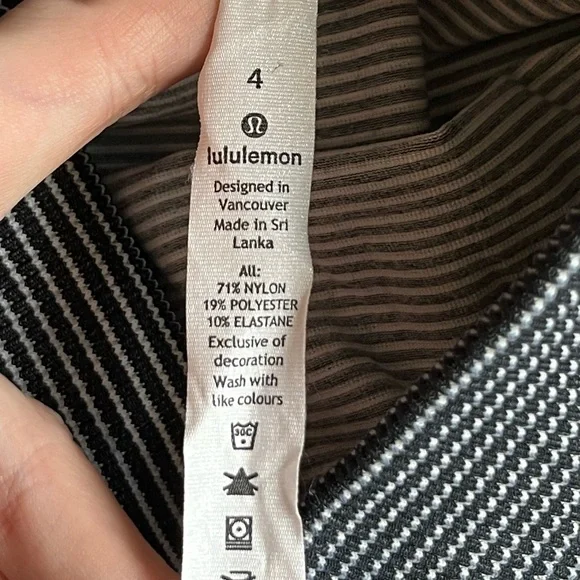 4
lululemon
Designed in
Vancouver
Made in Sri
Lanka
All:
71% NYLON
19% POLYESTER
10% ELASTANE
Exclusive of
decoration
Wash with
like colours
30C